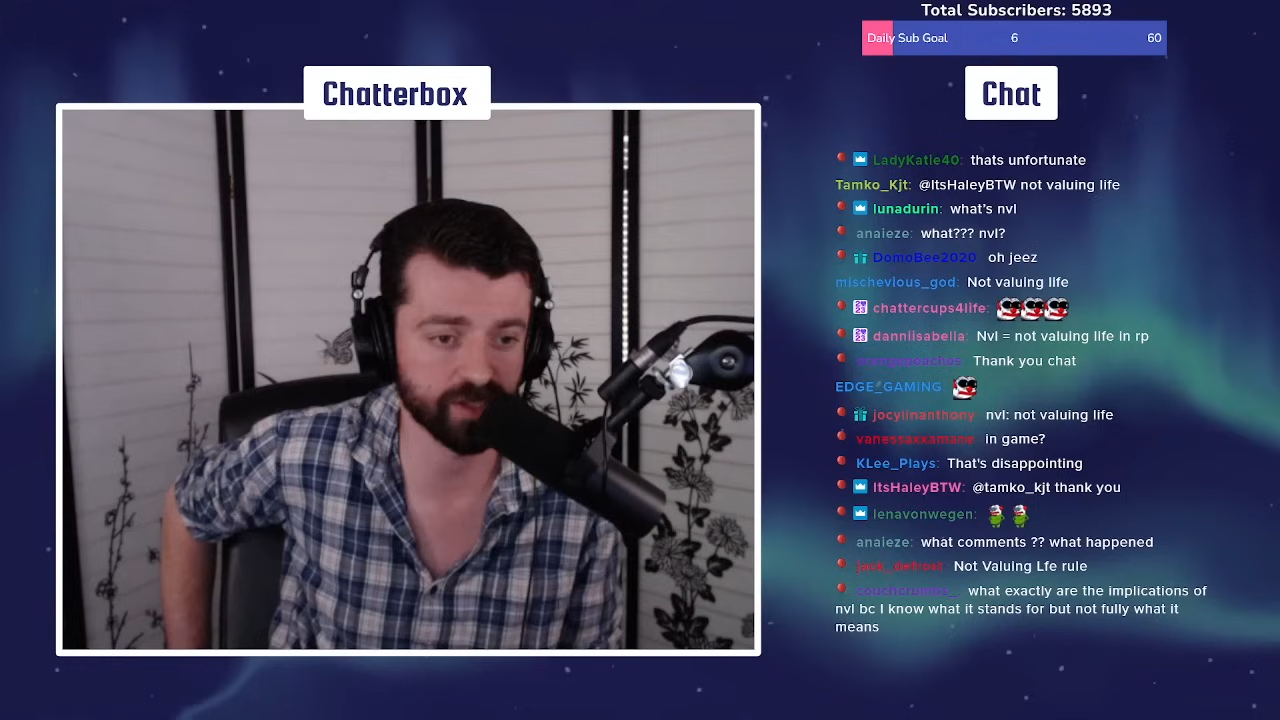 Total Subscribers: 5893
Daily Sub Goal 6 60
Chatterbox
Chat
LadyKatie40: thats unfortunate
Tamko_Kjt: @ItsHaleyBTW not valuing life
lunadurin: what's nvl
anaieze: what??? nvl?
DomoBee2020 oh jeez
mischevious_god: Not valuing life
chattercups4life:
danniisabella: Nvl = not valuing life in rp
Thank you chat
EDGE_GAMING
jocylinanthony nvl: not valuing life
vanessaxxamane in game?
KLee_Plays: That's disappointing
ItsHaleyBTW: @tamko_kjt thank you
lenavonwegen:
anaieze: what comments ?? what happened
Not Valuing Lfe rule
what exactly are the implications of
nvl bc I know what it stands for but not fully what it
means